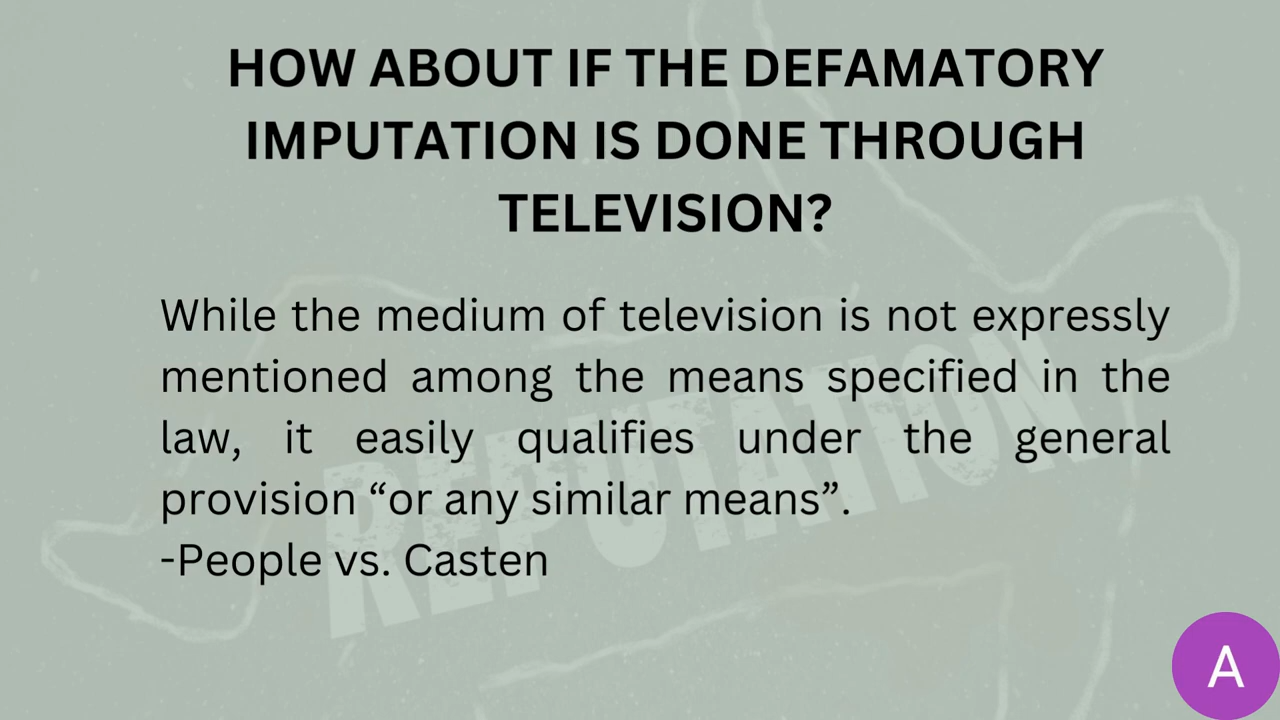 HOW ABOUT IF THE DEFAMATORY
IMPUTATION IS DONE THROUGH
TELEVISION?
While the medium of television is not expressly
mentioned among the means specified in the
law, it easily qualifies under the general
provision “or any similar means”.
-People vs. Casten
REPUTATION
A